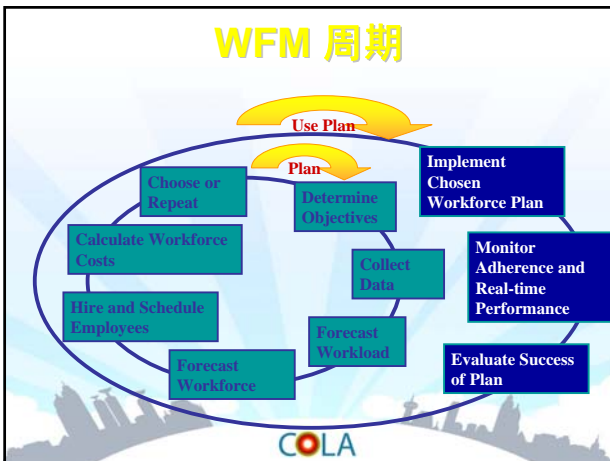 WFM 周期
Use Plan
Plan
Choose or
Repeat
Determine
Objectives
Implement
Chosen
Workforce Plan
Calculate Workforce
Costs
Collect
Data
Monitor
Adherence and
Real-time
Performance
Hire and Schedule
Employees
Forecast
Workload
Forecast
Workforce
Evaluate Success
of Plan
COLA